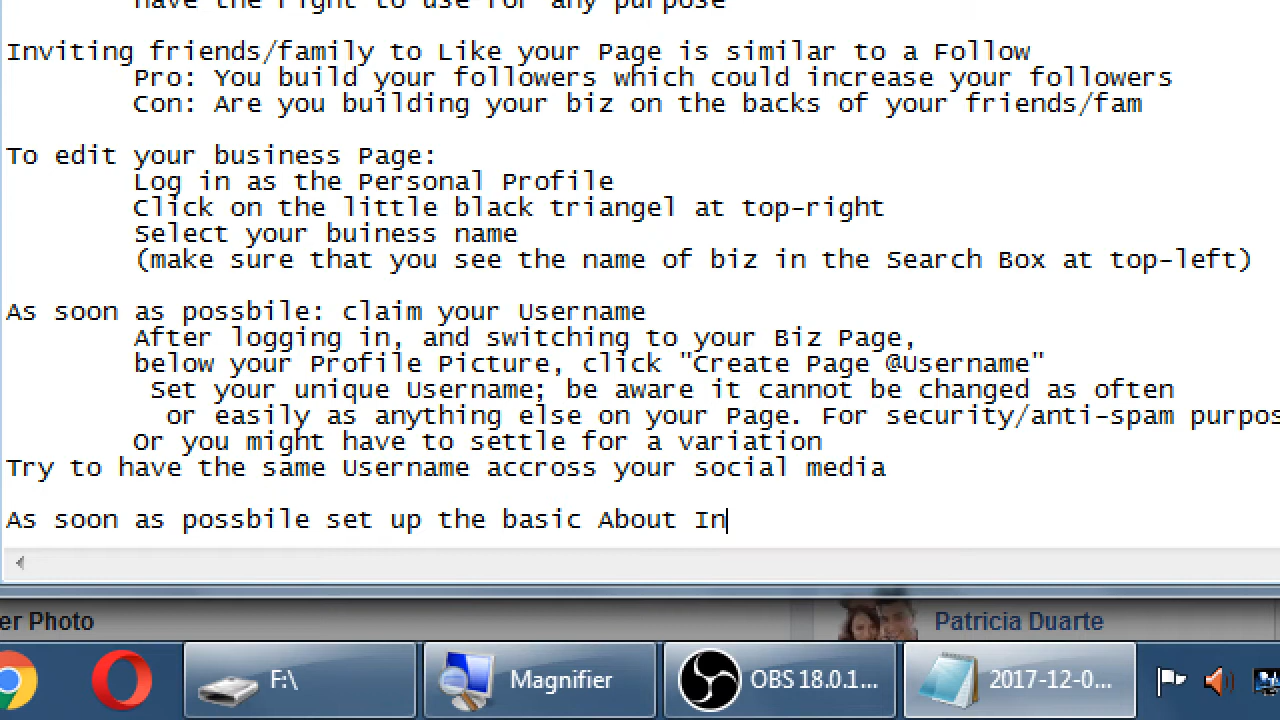 have the right to use for any purpose
Inviting friends/family to Like your Page is similar to a Follow
Pro: You build your followers which could increase your followers
Con: Are you building your biz on the backs of your friends/fam
To edit your business Page:
Log in as the Personal Profile
Click on the little black triangel at top-right
Select your buiness name
(make sure that you see the name of biz in the Search Box at top-left)
As soon as possbile: claim your Username
After logging in, and switching to your Biz Page,
below your Profile Picture, click "Create Page @Username"
Set your unique Username; be aware it cannot be changed as often
or easily as anything else on your Page. For security/anti-spam purpos
Or you might have to settle for a variation
Try to have the same Username accross your social media
As soon as possbile set up the basic About In
er Photo
Patricia Duarte
F:\
Magnifier
OBS 18.0.1...
2017-12-0...